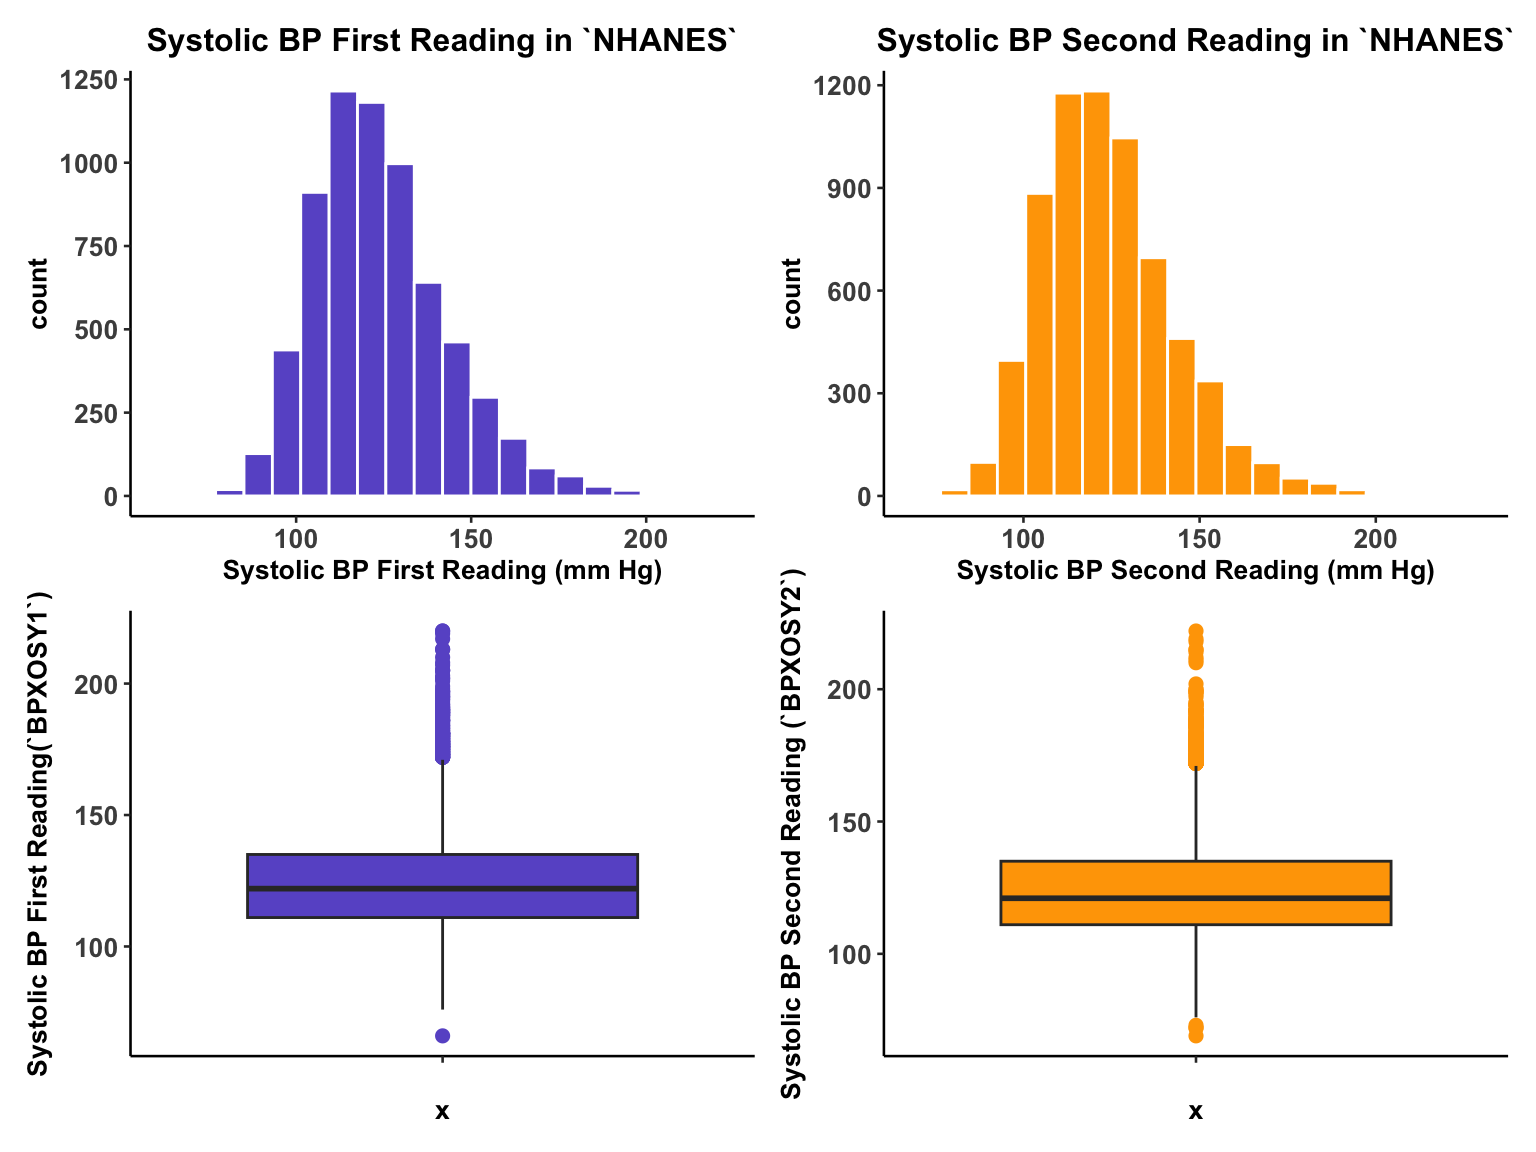 Systolic BP First Reading in `NHANES`
1250
1000
750
500
250
0
count
100 150 200
Systolic BP First Reading (mm Hg)
Systolic BP Second Reading in `NHANES`
1200
900
600
300
0
count
100 150 200
Systolic BP Second Reading (mm Hg)
Systolic BP First Reading(`BPXOSY1`)
200
150
100
x
Systolic BP Second Reading (`BPXOSY2`)
200
150
100
x